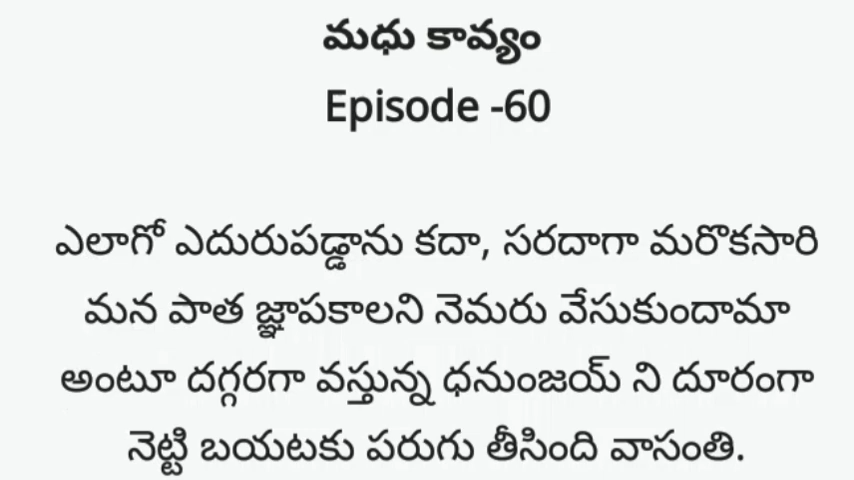 మధు కావ్యం
Episode -60
ఎలాగో ఎదురుపడ్డాను కదా, సరదాగా మరొకసారి
మన పాత జ్ఞాపకాలని నెమరు వేసుకుందామా
అంటూ దగ్గరగా వస్తున్న ధనుంజయ్ ని దూరంగా
నెట్టి బయటకు పరుగు తీసింది వాసంతి.